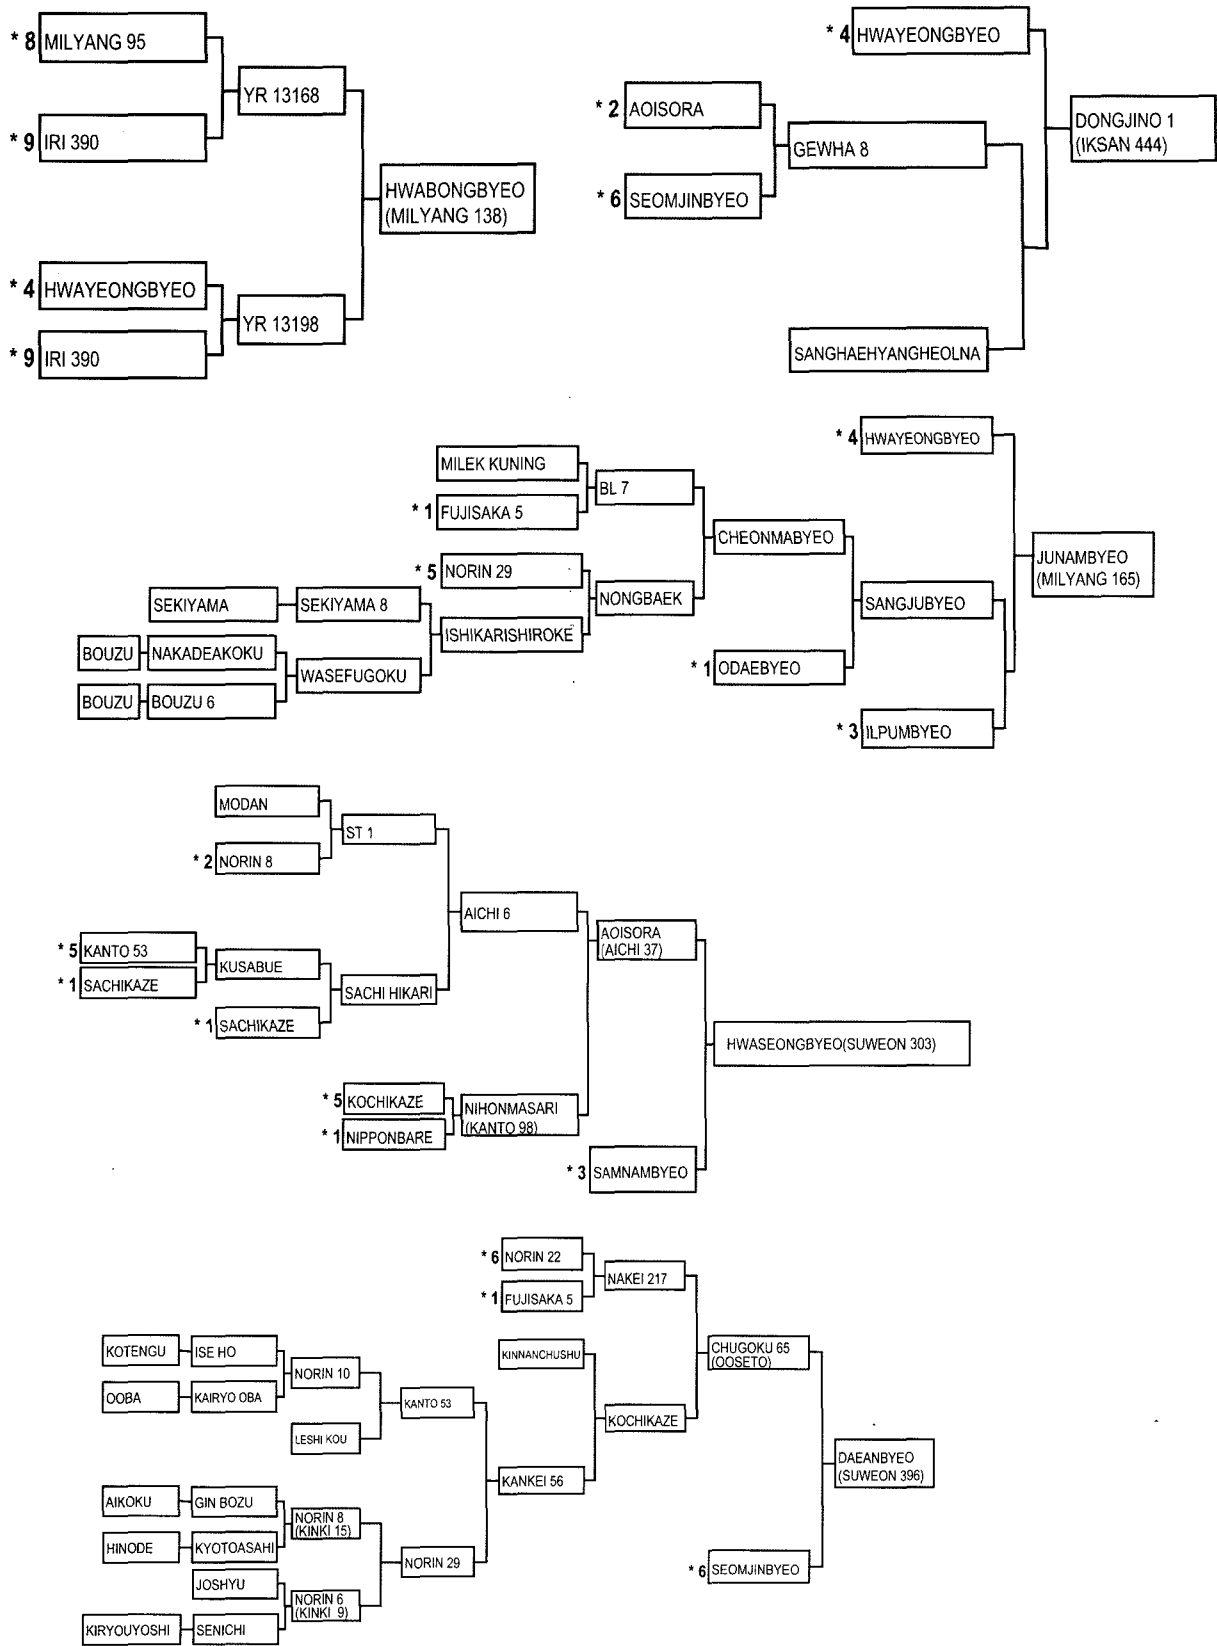 * 8 MILYANG 95
YR 13168
* 9 IRI 390
HWABONGBYEO
(MILYANG 138)
* 4 HWAYEONGBYEO
YR 13198
* 9 IRI 390
* 4 HWAYEONGBYEO
* 2 AOISORA
DONGJINO 1
(IKSAN 444)
GEWHA 8
* 6 SEOMJINBYEO
SANGHAEHYANGHEOLNA
* 4 HWAYEONGBYEO
MILEK KUNING
BL 7
* 1 FUJISAKA 5
CHEONMABYEO
* 5 NORIN 29
JUNAMBYEO
(MILYANG 165)
NONGBAEK
SANGJUBYEO
SEKIYAMA
SEKIYAMA 8
ISHIKARISHIROKE
BOUZU
NAKADEAKOKU
WASEFUGOKU
* 1 ODAEBYEO
BOUZU
BOUZU 6
* 3 ILPUMBYEO
MODAN
ST 1
* 2 NORIN 8
AICHI 6
AOISORA
(AICHI 37)
* 5 KANTO 53
KUSABUE
* 1 SACHIKAZE
SACHI HIKARI
* 1 SACHIKAZE
HWASEONGBYEO(SUWEON 303)
* 5 KOCHIKAZE
NIHONMASARI
(KANTO 98)
* 1 NIPPONBARE
* 3 SAMNAMBYEO
* 6 NORIN 22
NAKEI 217
* 1 FUJISAKA 5
KOTENGU
ISE HO
KINNANCHUSHU
CHUGOKU 65
(OOSETO)
NORIN 10
OOBA
KAIRYO OBA
KANTO 53
KOCHIKAZE
LESHI KOU
DAEANBYEO
(SUWEON 396)
KANKEI 56
AIKOKU
GIN BOZU
NORIN 8
(KINKI 15)
HINODE
KYOTOASAHI
NORIN 29
* 6 SEOMJINBYEO
JOSHYU
NORIN 6
(KINKI 9)
KIRYOUYOSHI
SENICHI